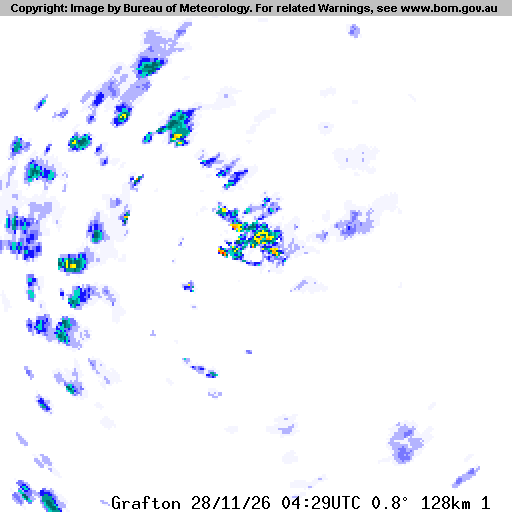 Copyright: Image by Bureau of Meteorology. For related Warnings, see www.bom.gov.au
Grafton 28/11/26 04:29UTC 0.8° 128km 1